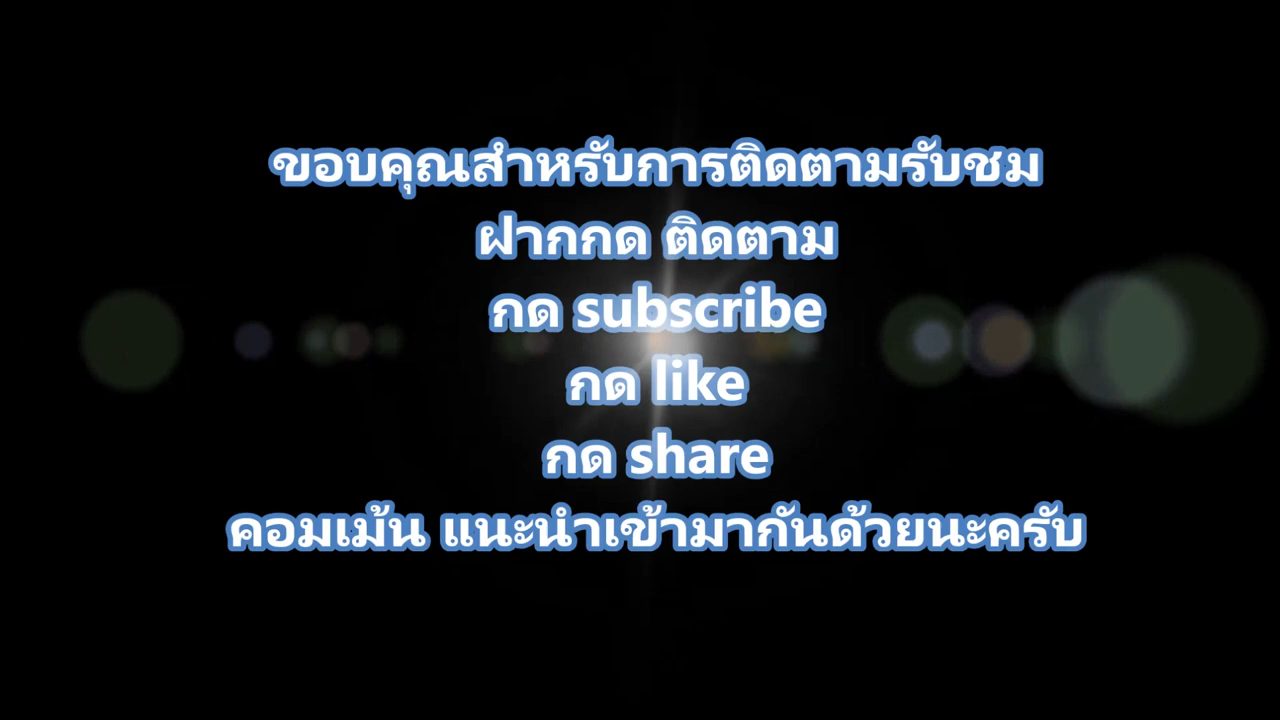 ขอบคุณสำหรับการติดตามรับชม
ฝากกด ติดตาม
กด subscribe
กด like
กด share
คอมเม้น แนะนำเข้ามากันด้วยนะครับ